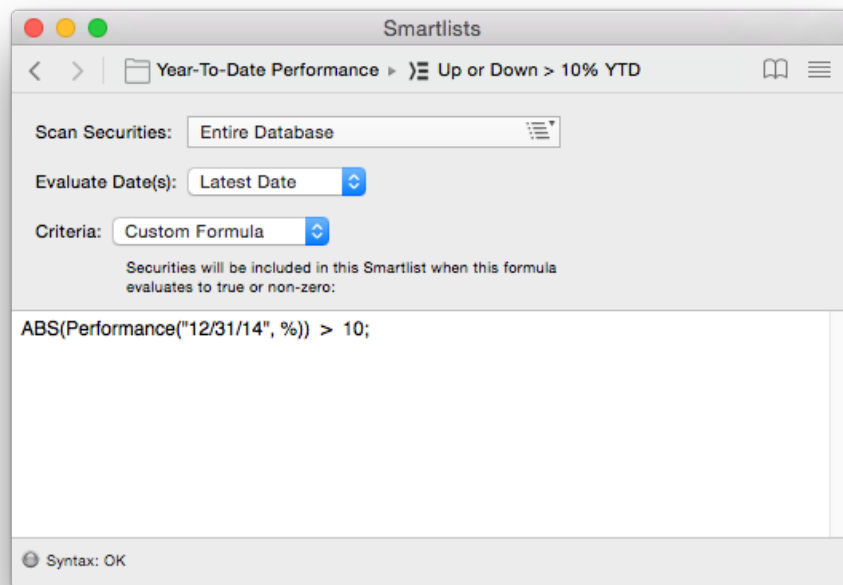 Smartlists
Year-To-Date Performance Up or Down > 10% YTD
Scan Securities: Entire Database
Evaluate Date(s): Latest Date
Criteria: Custom Formula
Securities will be included in this Smartlist when this formula
evaluates to true or non-zero:
ABS(Performance("12/31/14", %)) > 10;
Syntax: OK